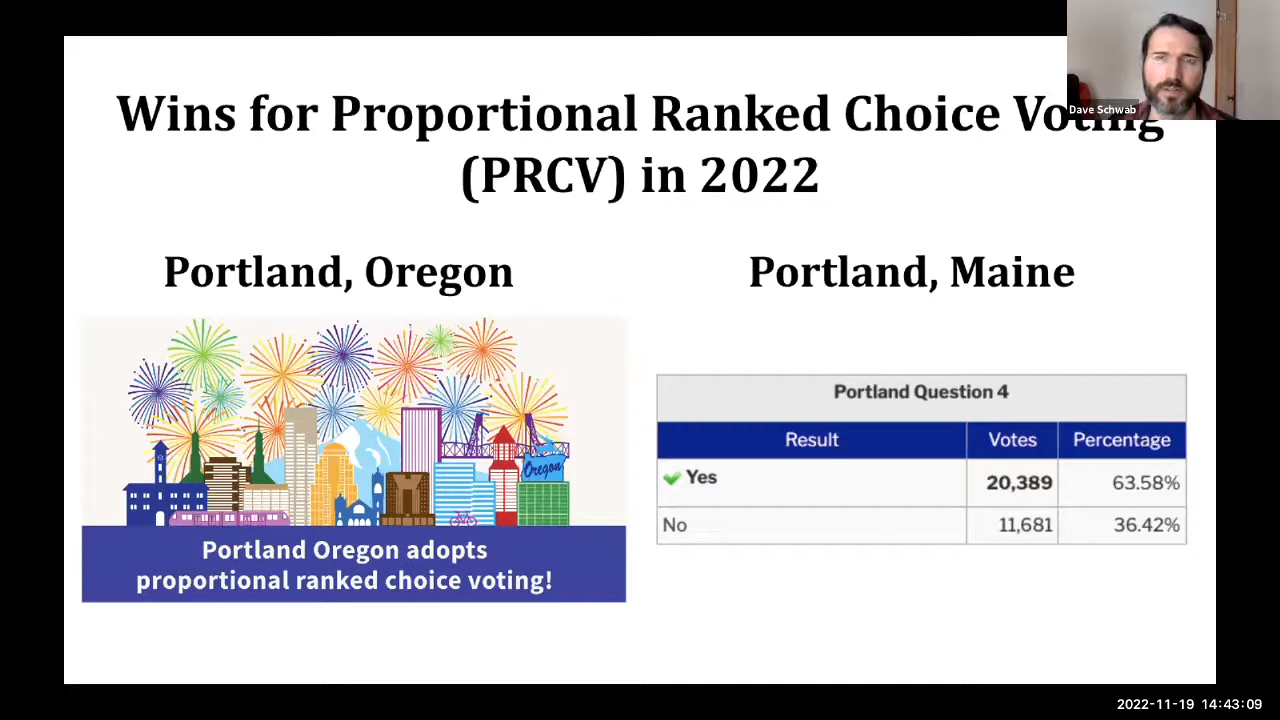 Wins for Proportional Ranked Choice Voting
(PRCV) in 2022
Dave Schwab
Portland, Oregon
Portland, Maine
Oregon
Portland Oregon adopts
proportional ranked choice voting!
Portland Question 4
Result Votes Percentage
Yes 20,389 63.58%
No 11,681 36.42%
2022-11-19 14:43:09